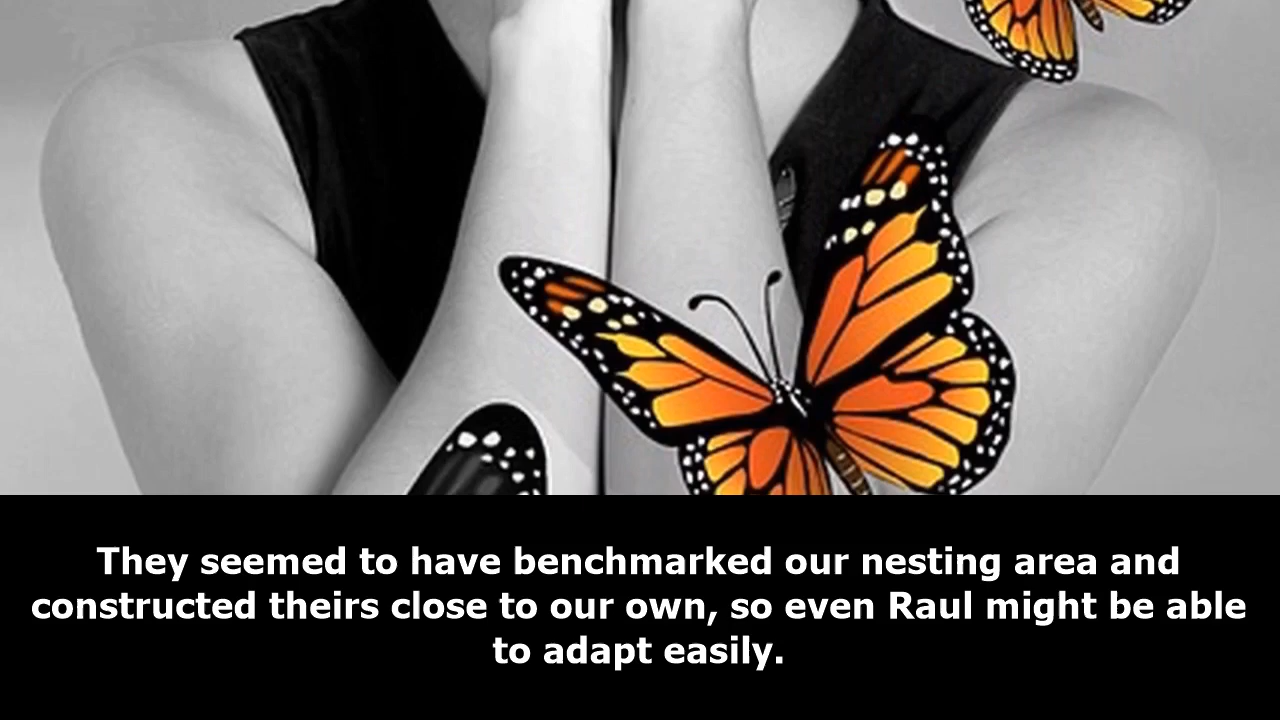 They seemed to have benchmarked our nesting area and
constructed theirs close to our own, so even Raul might be able
to adapt easily.